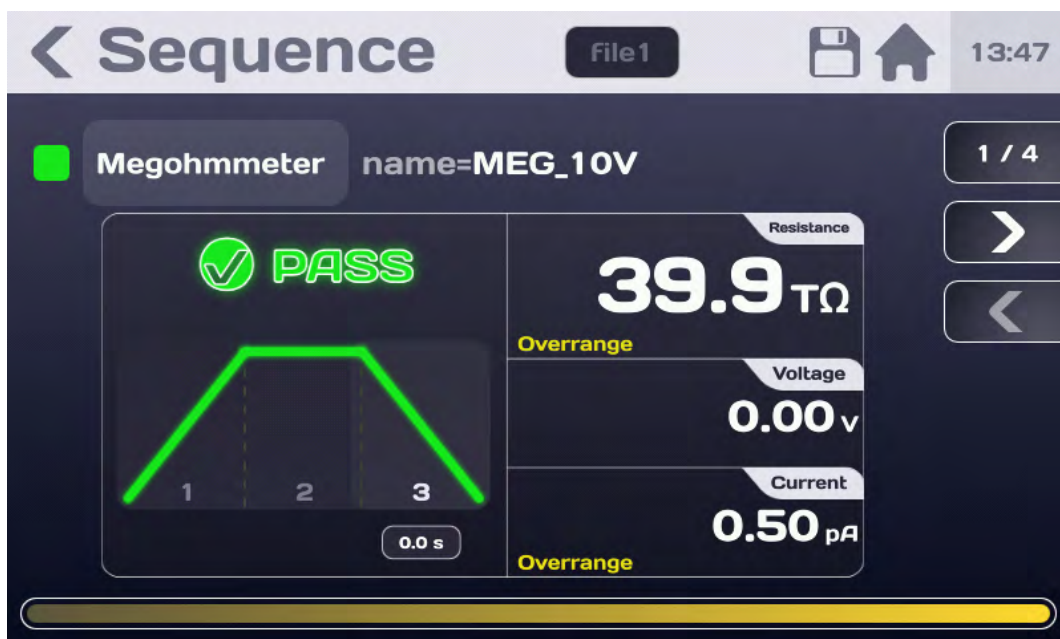 Sequence
File1
13:47
Megohmmeter
name=MEG_10V
1 / 4
PASS
1
2
3
0.0 s
Resistance
39.9 TΩ
Overrange
Voltage
0.00 V
Current
0.50 pA
Overrange